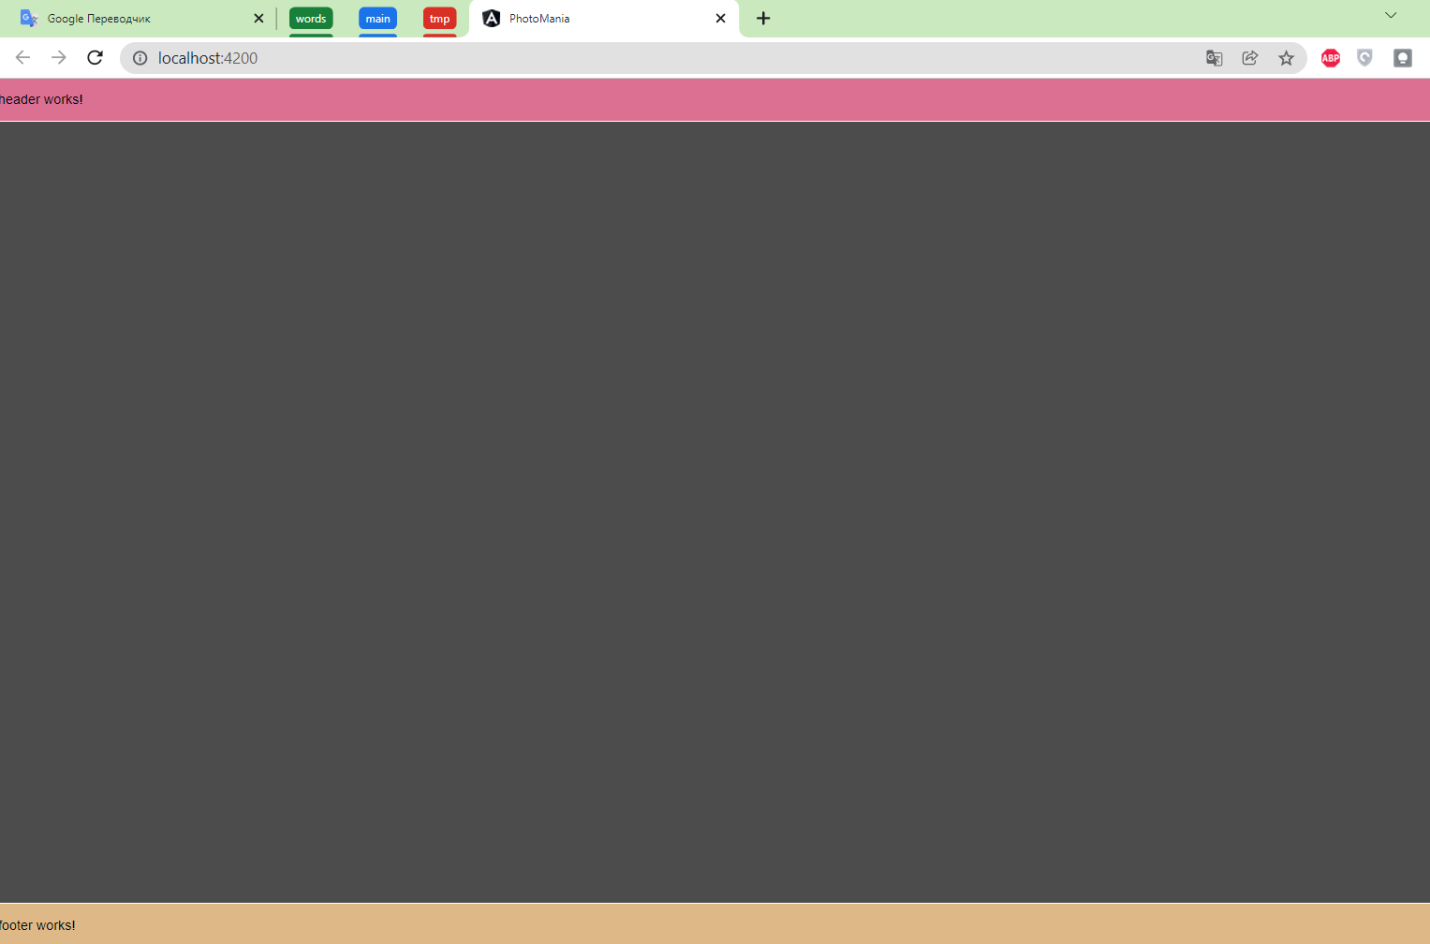 Google Переводчик
words
main
tmp
PhotoMania
localhost:4200
ABP
header works!
footer works!